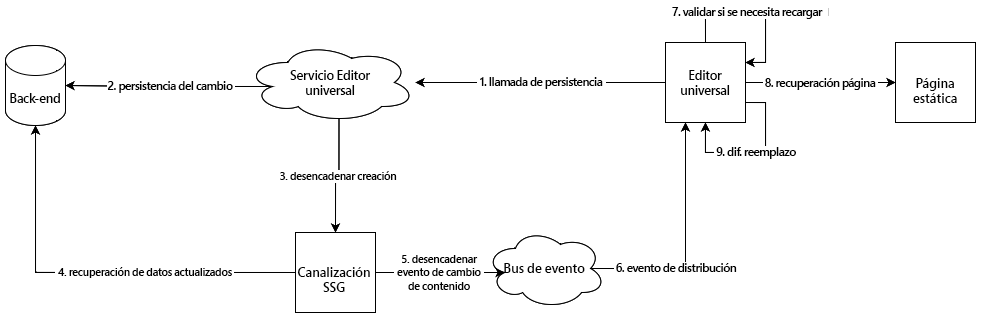 7. validar si se necesita recargar
Back-end
2. persistencia del cambio
Servicio Editor
universal
1. llamada de persistencia
Editor
universal
8. recuperación página
Página
estática
9. dif. reemplazo
3. desencadenar creación
4. recuperación de datos actualizados
Canalización
SSG
5. desencadenar
evento de cambio
de contenido
Bus de evento
6. evento de distribución